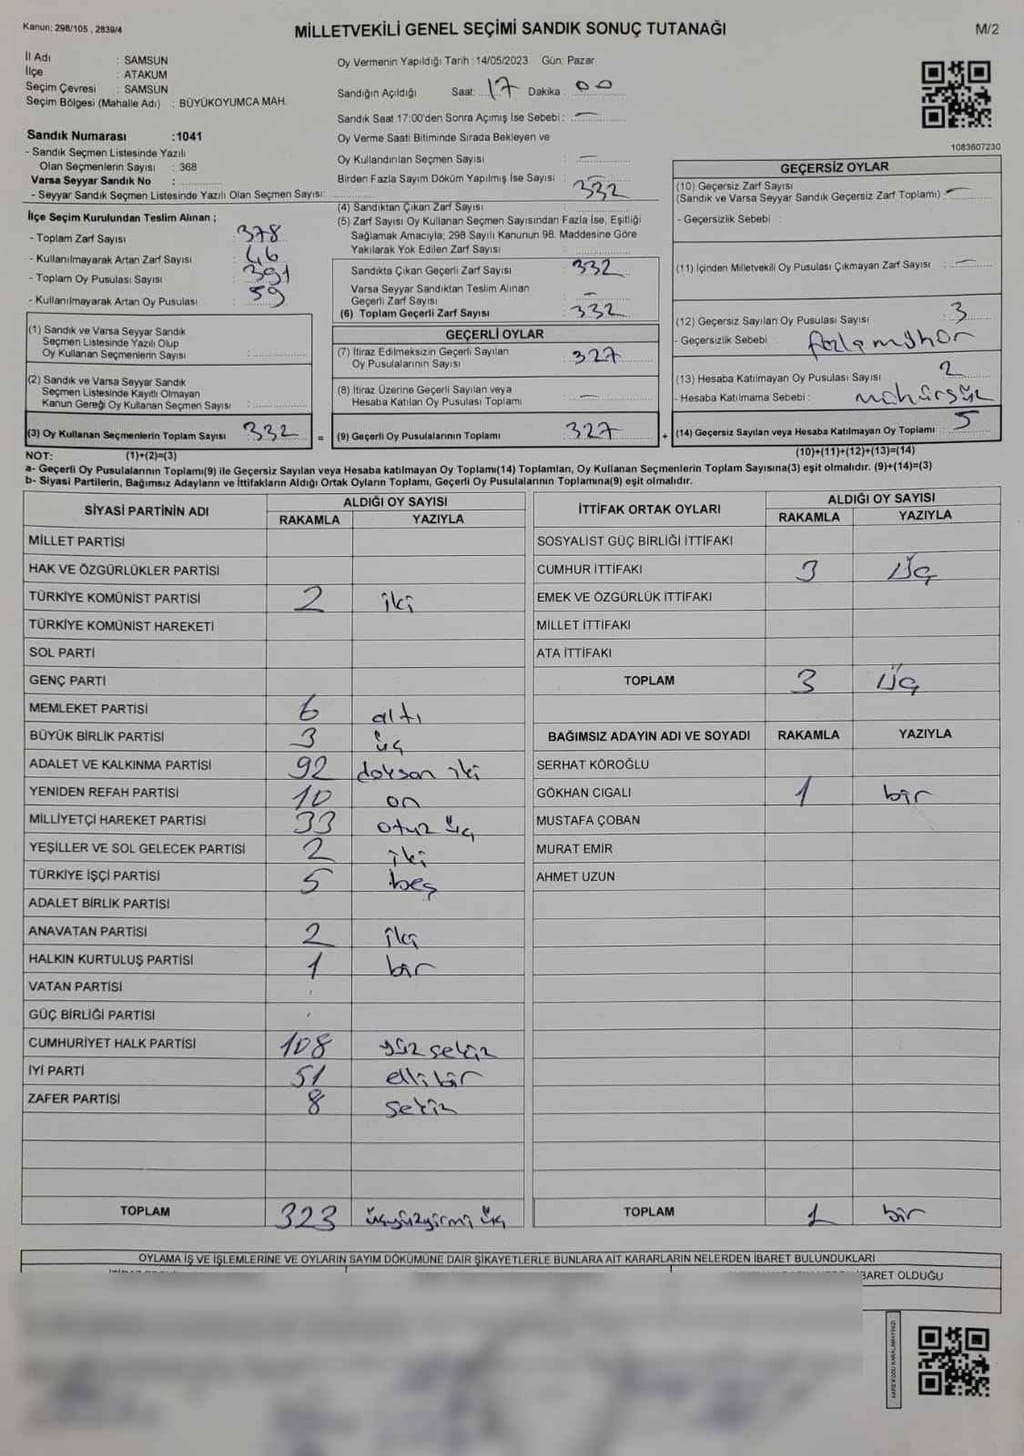 Kanun: 298/105 , 2839/4
MİLLETVEKİLİ GENEL SEÇİMİ SANDIK SONUÇ TUTANAĞI
M/2
İl Adı : SAMSUN
İlçe : ATAKUM
Seçim Çevresi : SAMSUN
Seçim Bölgesi (Mahalle Adı) : BÜYÜKOYUMCA MAH.
Sandık Numarası :1041
- Sandık Seçmen Listesinde Yazılı
Olan Seçmenlerin Sayısı : 368
Varsa Seyyar Sandık No :
- Seyyar Sandık Seçmen Listesinde Yazılı Olan Seçmen Sayısı:
Oy Vermenin Yapıldığı Tarih : 14/05/2023 Gün: Pazar
Sandığın Açıldığı Saat: 17 Dakika : 00
Sandık Saat 17:00'den Sonra Açımış İse Sebebi : —
Oy Verme Saati Bitiminde Sırada Bekleyen ve
Oy Kullandırılan Seçmen Sayısı : —
Birden Fazla Sayım Döküm Yapılmış İse Sayısı : —
1083607230
İlçe Seçim Kurulundan Teslim Alınan ;
- Toplam Zarf Sayısı : 378
- Kullanılmayarak Artan Zarf Sayısı : 46
- Toplam Oy Pusulası Sayısı : 391
- Kullanılmayarak Artan Oy Pusulası : 59
(1) Sandık ve Varsa Seyyar Sandık
Seçmen Listesinde Yazılı Olup
Oy Kullanan Seçmenlerin Sayısı :
(2) Sandık ve Varsa Seyyar Sandık
Seçmen Listesinde Kayıtlı Olmayan
Kanun Gereği Oy Kullanan Seçmen Sayısı :
(3) Oy Kullanan Seçmenlerin Toplam Sayısı 332 =
(4) Sandıktan Çıkan Zarf Sayısı : 332
(5) Zarf Sayısı Oy Kullanan Seçmen Sayısından Fazla İse, Eşitliği
Sağlamak Amacıyla; 298 Sayılı Kanunun 98. Maddesine Göre
Yakılarak Yok Edilen Zarf Sayısı :
Sandıkta Çıkan Geçerli Zarf Sayısı 332
Varsa Seyyar Sandıktan Teslim Alınan
Geçerli Zarf Sayısı : —
(6) Toplam Geçerli Zarf Sayısı : 332
GEÇERLİ OYLAR
(7) İtiraz Edilmeksizin Geçerli Sayılan
Oy Pusulalarının Sayısı : 327
(8) İtiraz Üzerine Geçerli Sayılan veya
Hesaba Katılan Oy Pusulası Toplamı : —
(9) Geçerli Oy Pusulalarının Toplamı : 327 +
GEÇERSİZ OYLAR
(10) Geçersiz Zarf Sayısı
(Sandık ve Varsa Seyyar Sandık Geçersiz Zarf Toplamı) : —
- Geçersizlik Sebebi :
(11) İçinden Milletvekili Oy Pusulası Çıkmayan Zarf Sayısı : —
(12) Geçersiz Sayılan Oy Pusulası Sayısı : 3
- Geçersizlik Sebebi : fazla mühür
(13) Hesaba Katılmayan Oy Pusulası Sayısı : 2
- Hesaba Katılmama Sebebi : mühürsüz
(14) Geçersiz Sayılan veya Hesaba Katılmayan Oy Toplamı : 5
NOT: (1)+(2)=(3)
(10)+(11)+(12)+(13)=(14)
a- Geçerli Oy Pusulalarının Toplamı(9) ile Geçersiz Sayılan veya Hesaba katılmayan Oy Toplamı(14) Toplamları, Oy Kullanan Seçmenlerin Toplam Sayısına(3) eşit olmalıdır. (9)+(14)=(3)
b- Siyasi Partilerin, Bağımsız Adayların ve İttifakların Aldığı Ortak Oyların Toplamı, Geçerli Oy Pusulalarının Toplamına(9) eşit olmalıdır.
SİYASİ PARTİNİN ADI ALDIĞI OY SAYISI
RAKAMLA YAZIYLA
MİLLET PARTİSİ
HAK VE ÖZGÜRLÜKLER PARTİSİ
TÜRKİYE KOMÜNİST PARTİSİ 2 iki
TÜRKİYE KOMÜNİST HAREKETİ
SOL PARTİ
GENÇ PARTİ
MEMLEKET PARTİSİ 6 altı
BÜYÜK BİRLİK PARTİSİ 3 üç
ADALET VE KALKINMA PARTİSİ 92 doksan iki
YENİDEN REFAH PARTİSİ 10 on
MİLLİYETÇİ HAREKET PARTİSİ 33 otuz üç
YEŞİLLER VE SOL GELECEK PARTİSİ 2 iki
TÜRKİYE İŞÇİ PARTİSİ 5 beş
ADALET BİRLİK PARTİSİ
ANAVATAN PARTİSİ 2 iki
HALKIN KURTULUŞ PARTİSİ 1 bir
VATAN PARTİSİ
GÜÇ BİRLİĞİ PARTİSİ
CUMHURİYET HALK PARTİSİ 108 yüz sekiz
İYİ PARTİ 51 elli bir
ZAFER PARTİSİ 8 sekiz
TOPLAM 323 üçyüzyirmi üç
İTTİFAK ORTAK OYLARI ALDIĞI OY SAYISI
RAKAMLA YAZIYLA
SOSYALİST GÜÇ BİRLİĞİ İTTİFAKI
CUMHUR İTTİFAKI 3 üç
EMEK VE ÖZGÜRLÜK İTTİFAKI
MİLLET İTTİFAKI
ATA İTTİFAKI
TOPLAM 3 üç
BAĞIMSIZ ADAYIN ADI VE SOYADI RAKAMLA YAZIYLA
SERHAT KÖROĞLU
GÖKHAN CIGALI 1 bir
MUSTAFA ÇOBAN
MURAT EMİR
AHMET UZUN
TOPLAM 1 bir
OYLAMA İŞ VE İŞLEMLERİNE VE OYLARIN SAYIM DÖKÜMÜNE DAİR ŞİKAYETLERLE BUNLARA AİT KARARLARIN NELERDEN İBARET BULUNDUKLARI
BARET OLDUĞU